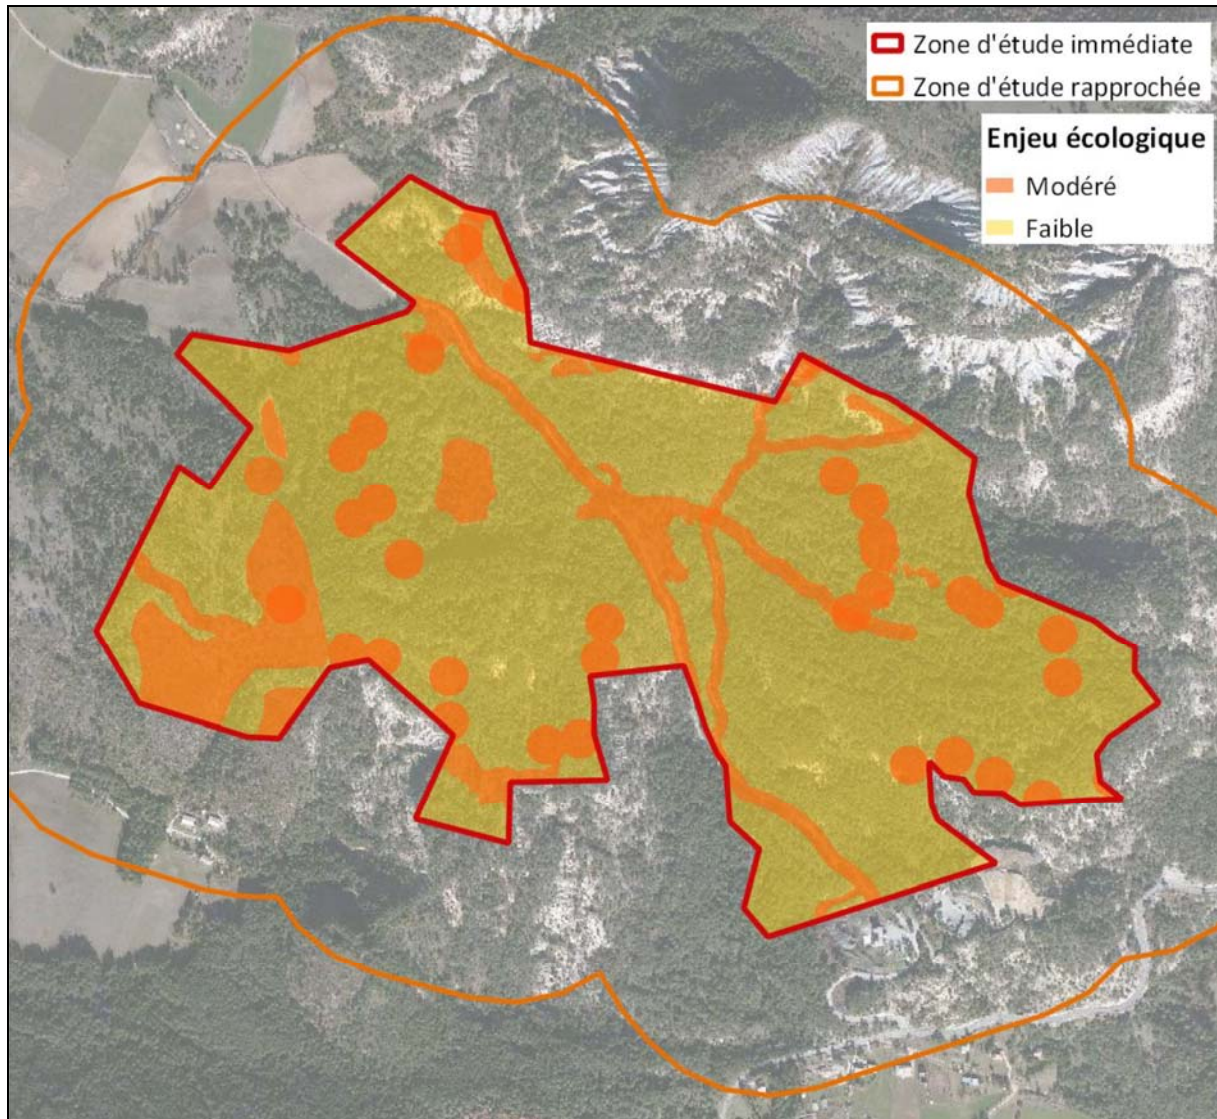 Zone d'étude immédiate
Zone d'étude rapprochée
Enjeu écologique
Modéré
Faible